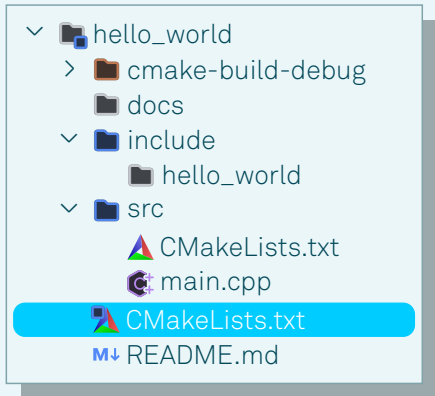 hello_world
cmake-build-debug
docs
include
hello_world
src
CMakeLists.txt
C++ main.cpp
CMakeLists.txt
M↓ README.md